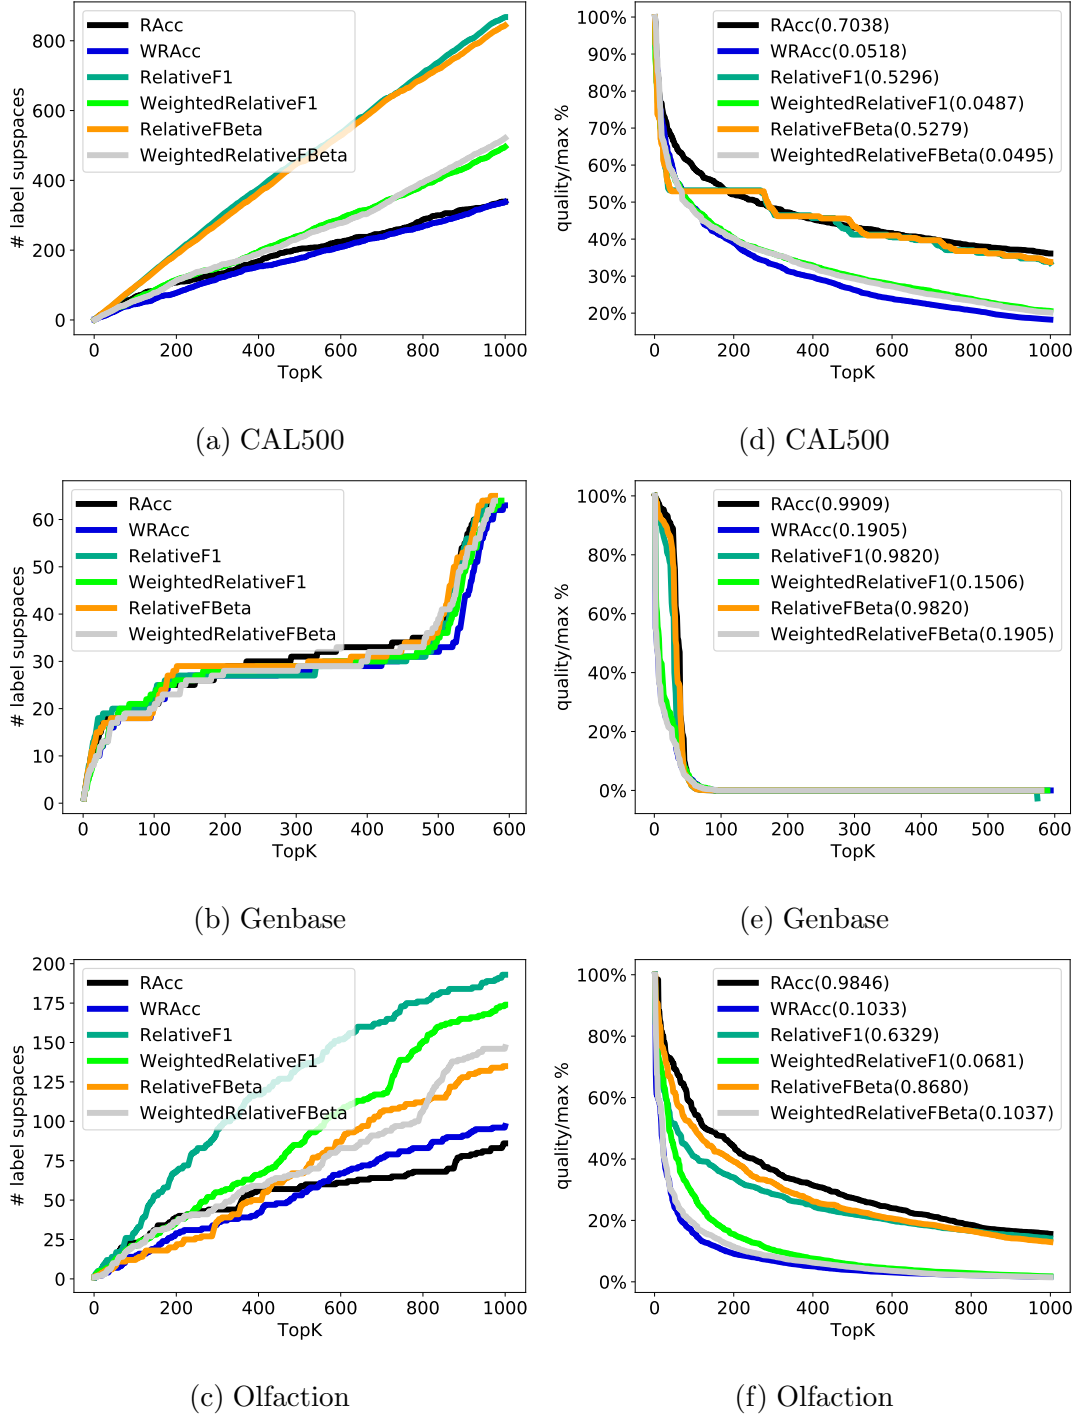 800
600
400
200
0
# label supspaces
RAcc
WRAcc
RelativeF1
WeightedRelativeF1
RelativeFBeta
WeightedRelativeFBeta
0 200 400 600 800 1000
TopK
(a) CAL500
100%
90%
80%
70%
60%
50%
40%
30%
20%
quality/max %
RAcc(0.7038)
WRAcc(0.0518)
RelativeF1(0.5296)
WeightedRelativeF1(0.0487)
RelativeFBeta(0.5279)
WeightedRelativeFBeta(0.0495)
0 200 400 600 800 1000
TopK
(d) CAL500
60
50
40
30
20
10
0
# label supspaces
RAcc
WRAcc
RelativeF1
WeightedRelativeF1
RelativeFBeta
WeightedRelativeFBeta
0 100 200 300 400 500 600
TopK
(b) Genbase
100%
80%
60%
40%
20%
0%
quality/max %
RAcc(0.9909)
WRAcc(0.1905)
RelativeF1(0.9820)
WeightedRelativeF1(0.1506)
RelativeFBeta(0.9820)
WeightedRelativeFBeta(0.1905)
0 100 200 300 400 500 600
TopK
(e) Genbase
200
175
150
125
100
75
50
25
0
# label supspaces
RAcc
WRAcc
RelativeF1
WeightedRelativeF1
RelativeFBeta
WeightedRelativeFBeta
0 200 400 600 800 1000
TopK
(c) Olfaction
100%
80%
60%
40%
20%
0%
quality/max %
RAcc(0.9846)
WRAcc(0.1033)
RelativeF1(0.6329)
WeightedRelativeF1(0.0681)
RelativeFBeta(0.8680)
WeightedRelativeFBeta(0.1037)
0 200 400 600 800 1000
TopK
(f) Olfaction